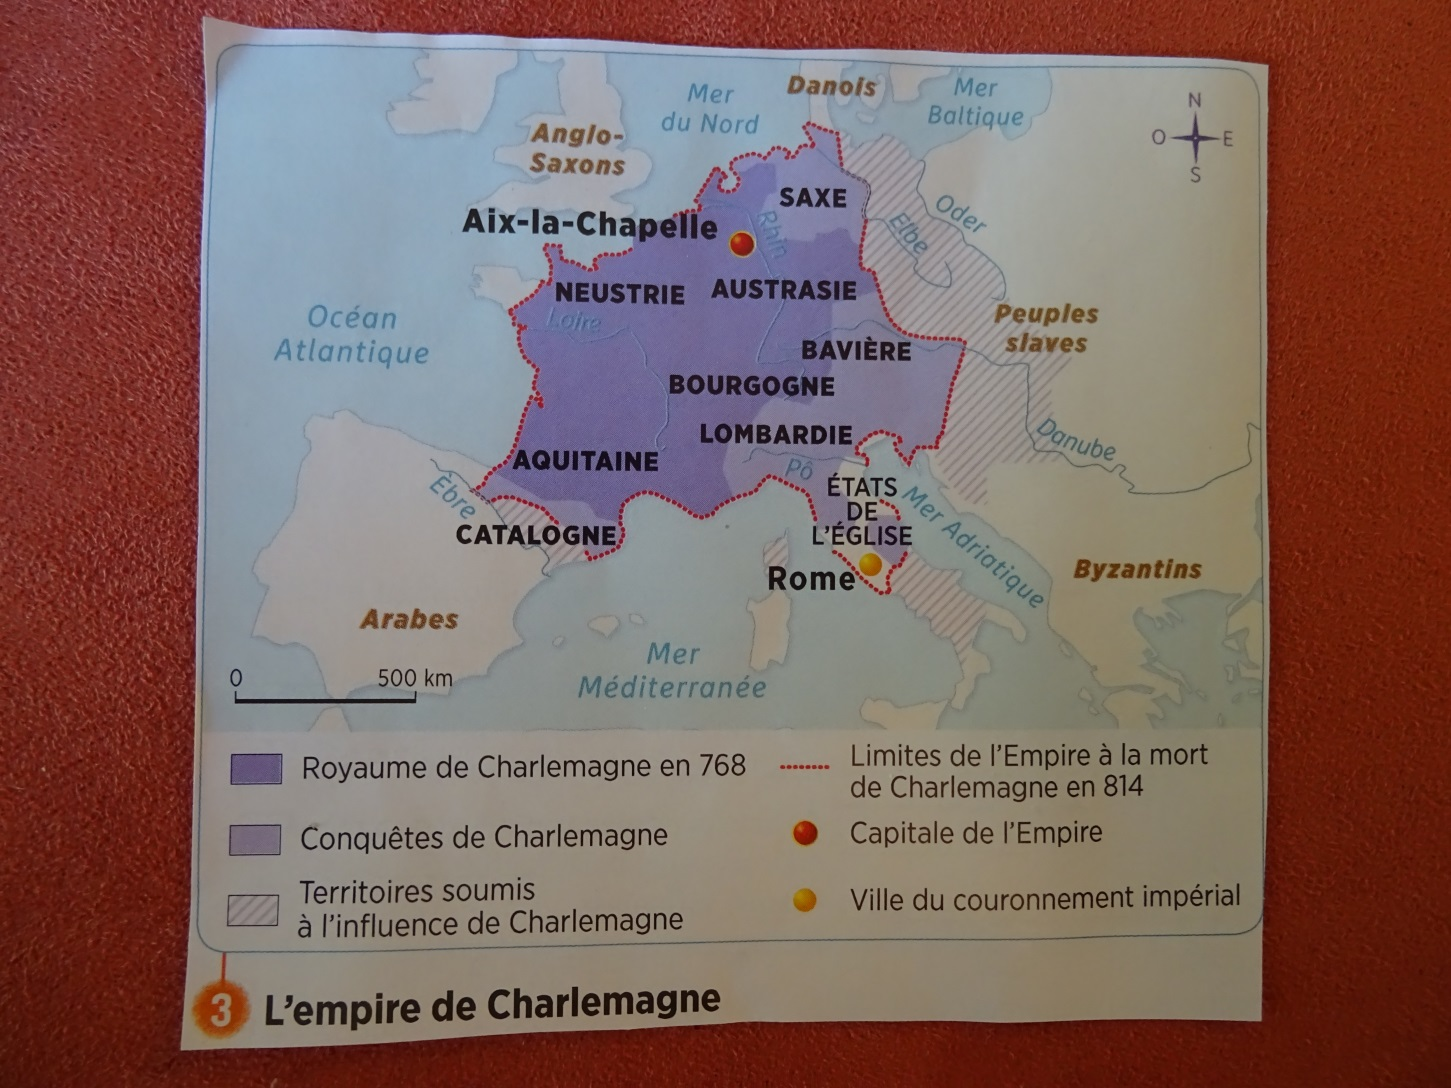 Danois
Mer
Baltique
Mer
du Nord
N
O
E
S
Anglo-
Saxons
SAXE
Oder
Elbe
Aix-la-Chapelle
Rhin
NEUSTRIE
AUSTRASIE
Océan
Atlantique
Loire
Peuples
slaves
BAVIÈRE
BOURGOGNE
LOMBARDIE
Danube
AQUITAINE
Pô
Èbre
ÉTATS
DE
L'ÉGLISE
Mer Adriatique
CATALOGNE
Rome
Byzantins
Arabes
Mer
Méditerranée
0
500 km
Royaume de Charlemagne en 768
Conquêtes de Charlemagne
Territoires soumis
à l'influence de Charlemagne
Limites de l'Empire à la mort
de Charlemagne en 814
Capitale de l'Empire
Ville du couronnement impérial
3 L'empire de Charlemagne